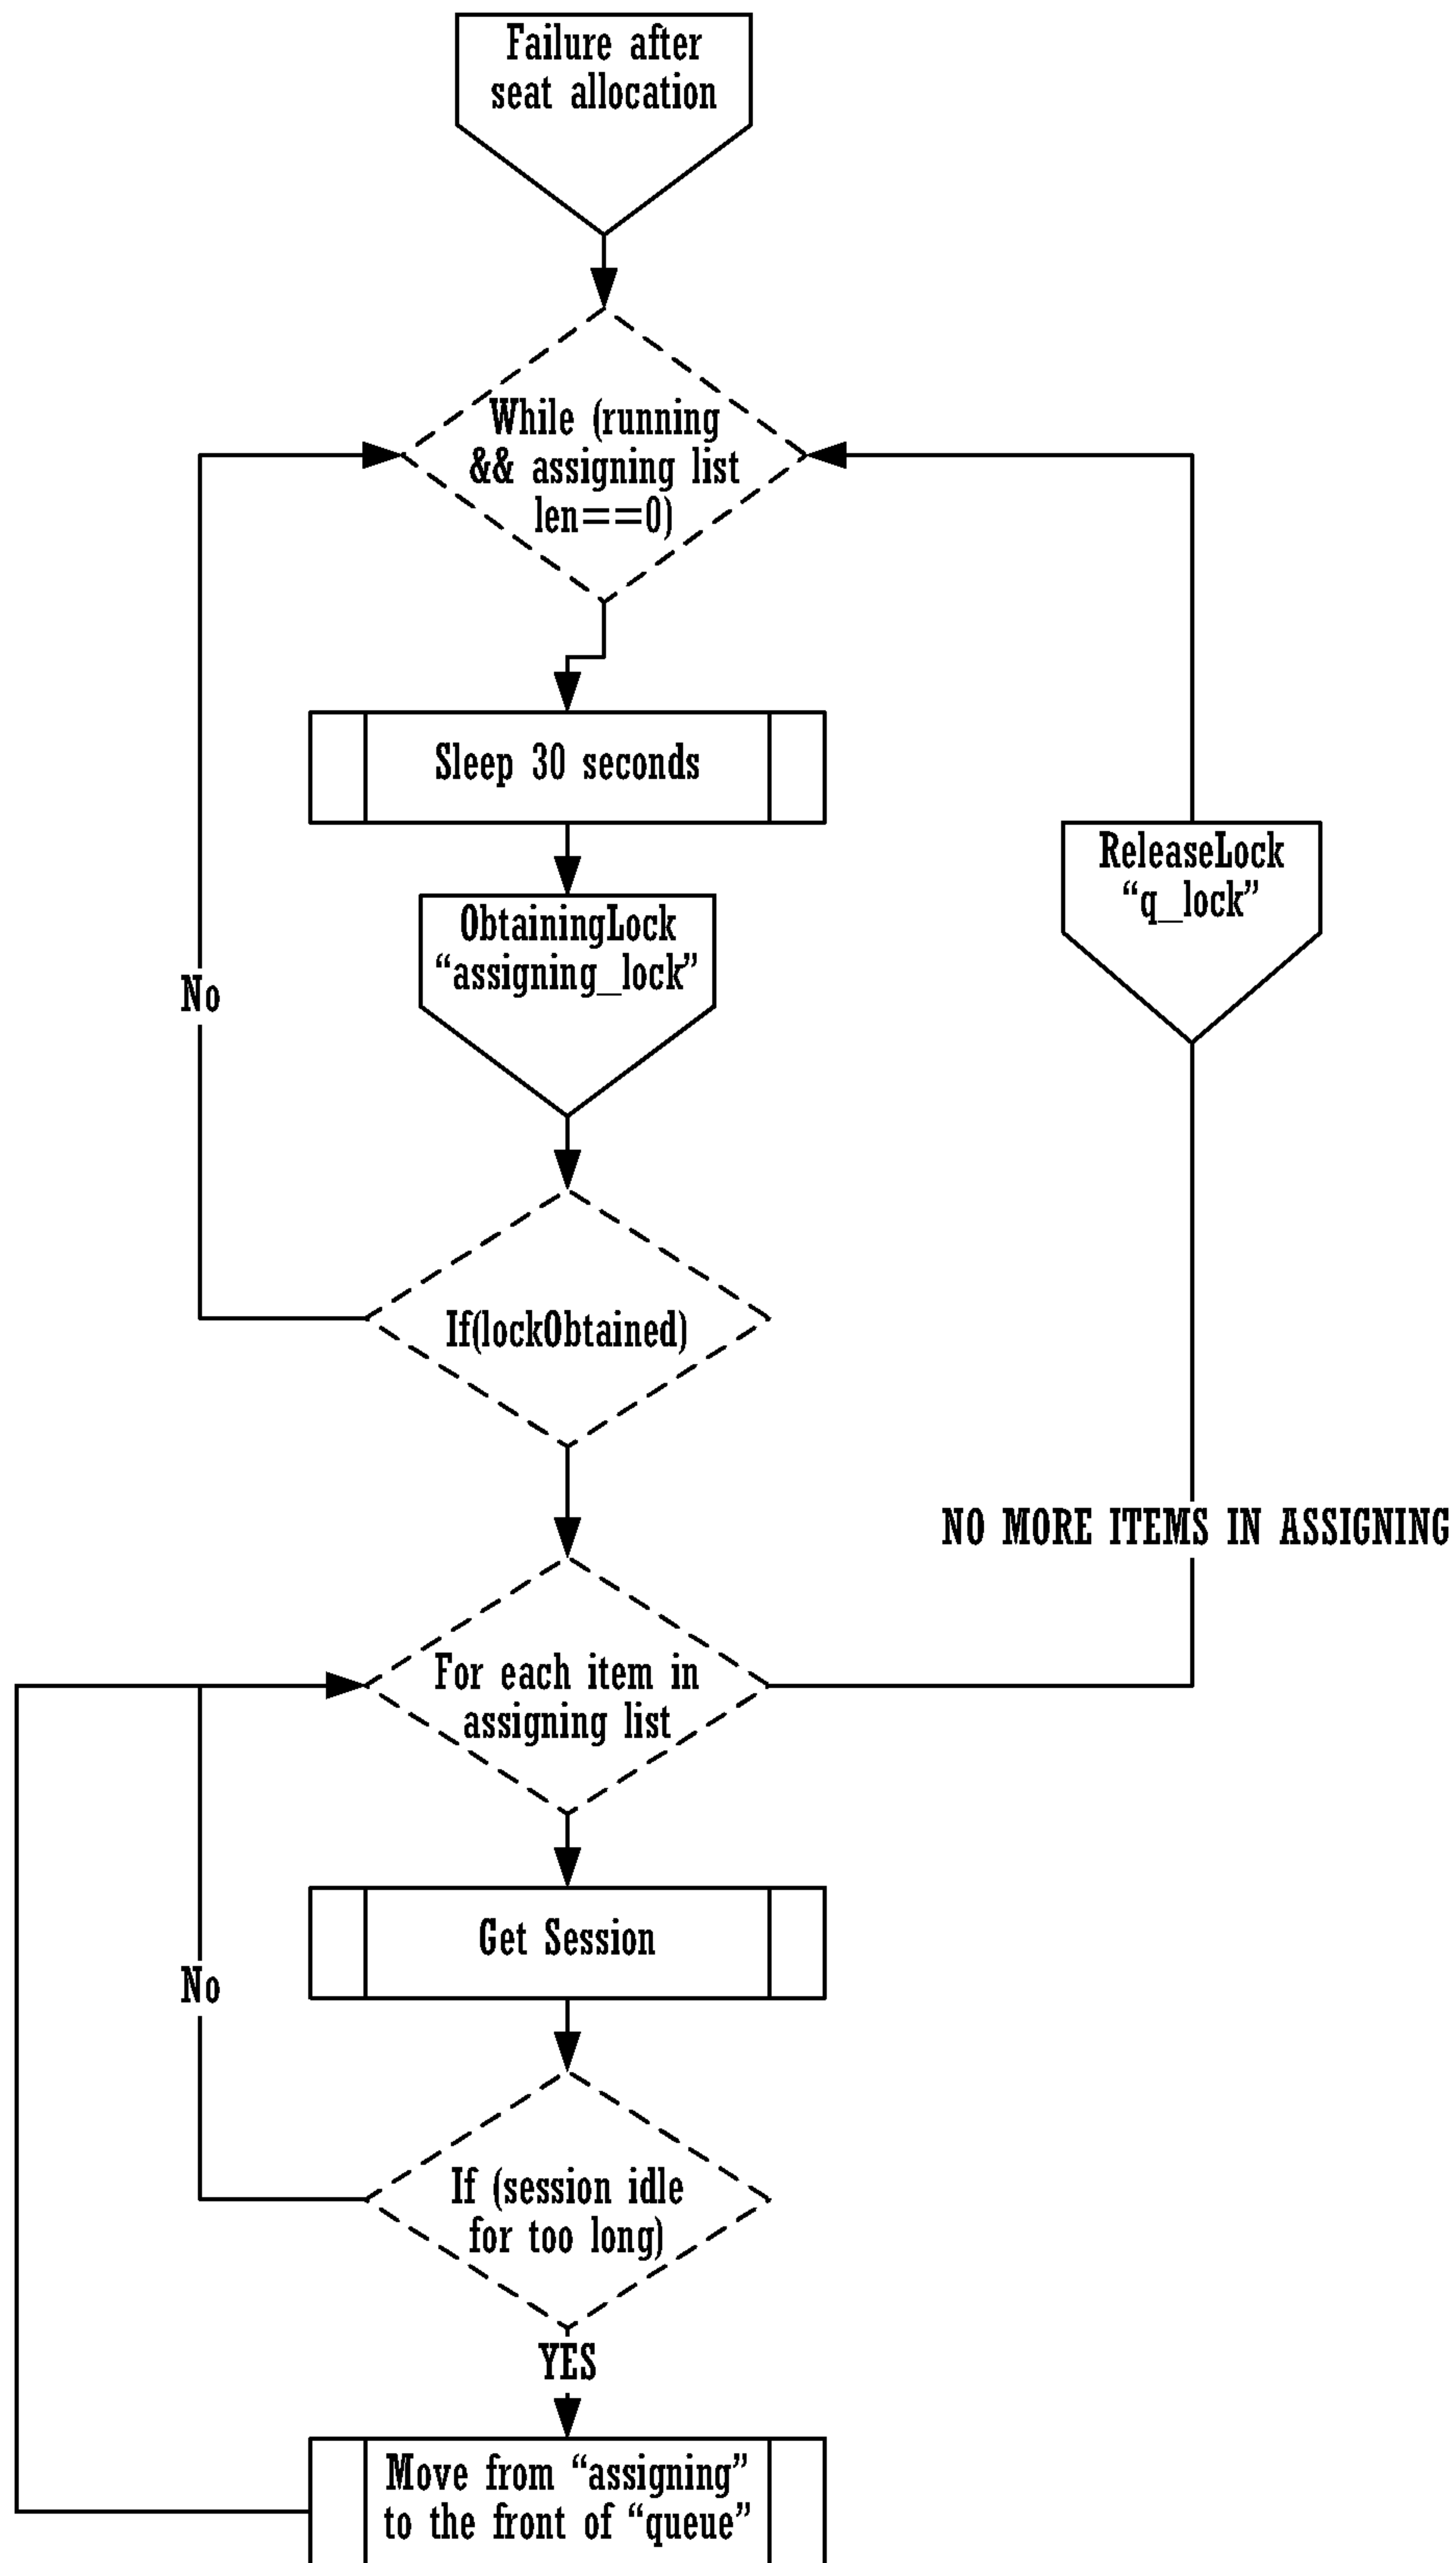 Failure after
seat allocation
While (running
&& assigning list
len==0)
Sleep 30 seconds
ObtainingLock
“assigning_lock”
ReleaseLock
“q_lock”
No
If(lockObtained)
NO MORE ITEMS IN ASSIGNING
For each item in
assigning list
Get Session
No
If (session idle
for too long)
YES
Move from “assigning”
to the front of “queue”